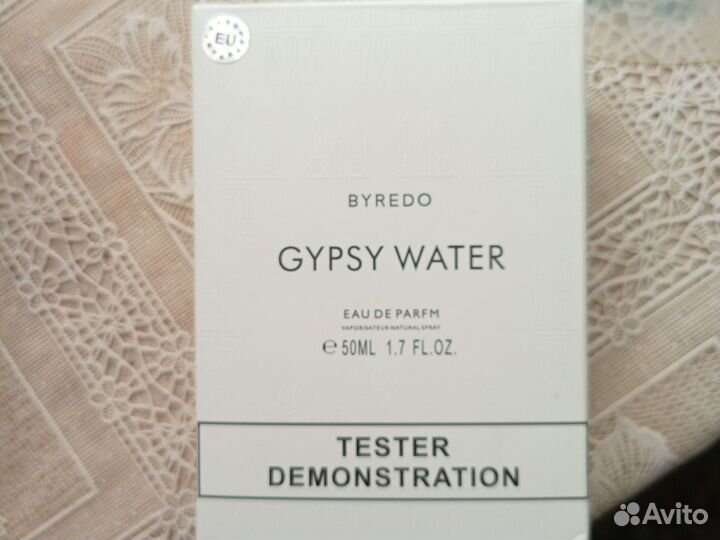 EU
BYREDO
GYPSY WATER
EAU DE PARFM
VAPORISATEUR NATURAL SPRAY
℮ 50ML 1.7 FL.OZ.
TESTER
DEMONSTRATION
Avito